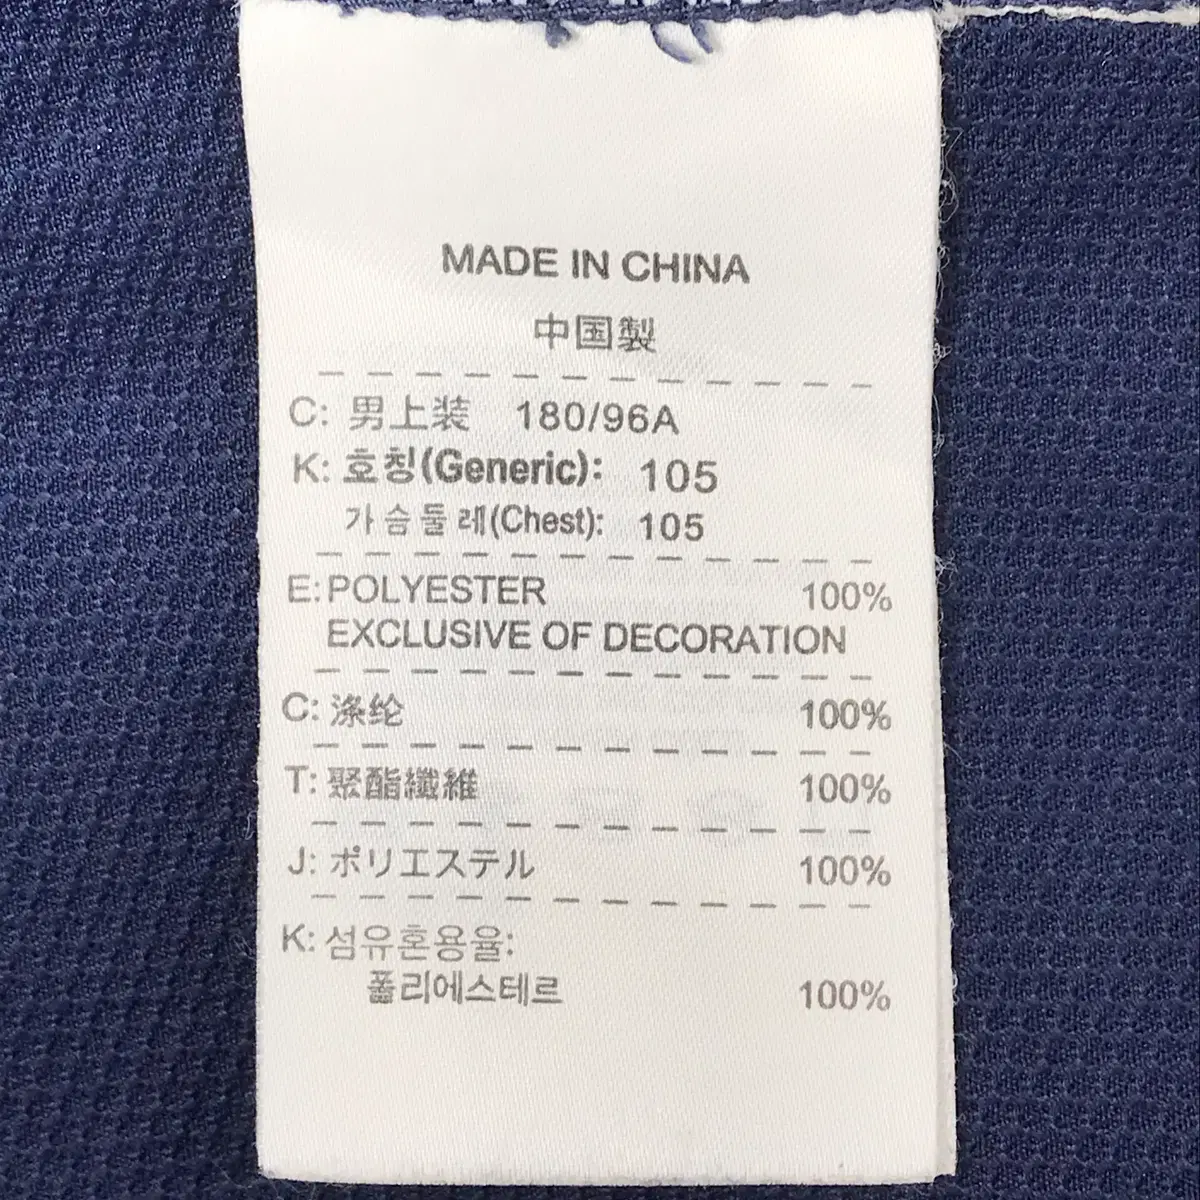 MADE IN CHINA
中国製
C: 男上装 180/96A
K: 호칭(Generic): 105
가슴둘레(Chest): 105
E: POLYESTER 100%
EXCLUSIVE OF DECORATION
C: 涤纶 100%
T: 聚酯纖維 100%
J: ポリエステル 100%
K: 섬유혼용율:
폴리에스테르 100%